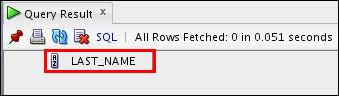 Query Result ×
SQL | All Rows Fetched: 0 in 0.051 seconds
LAST_NAME